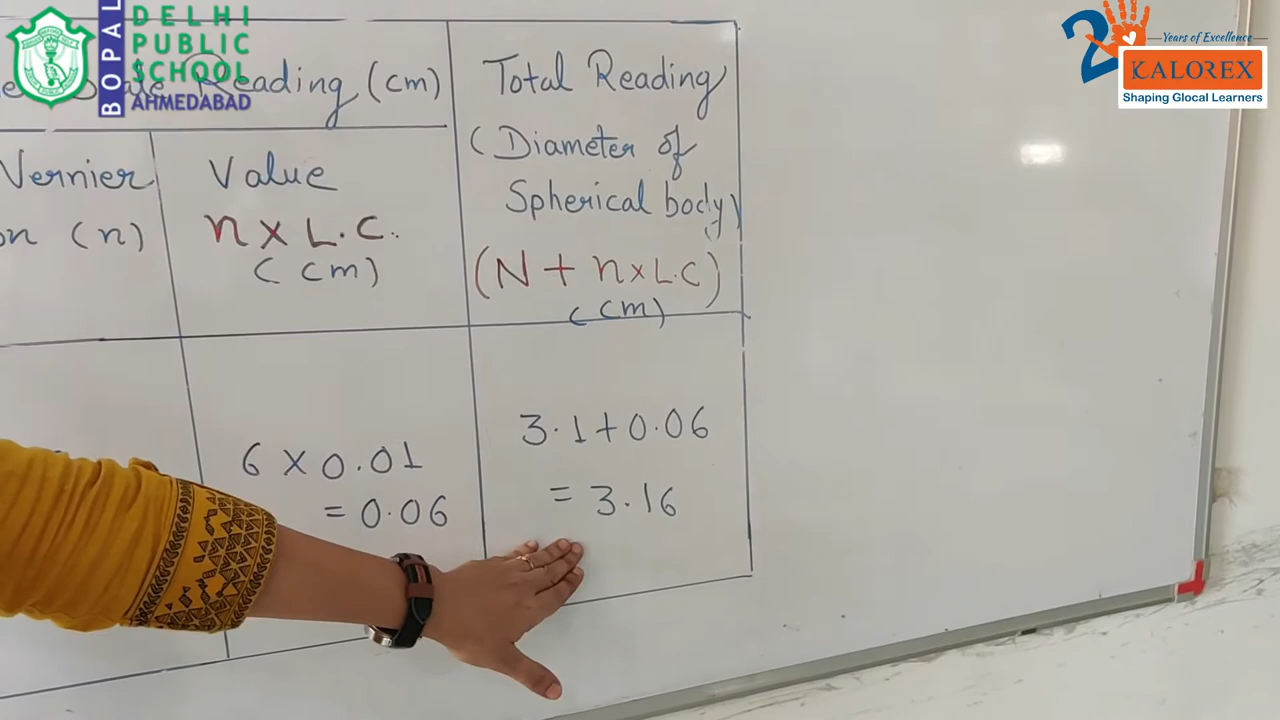 DELHI
PUBLIC
SCHOOL
AHMEDABAD
BOPAL
Years of Excellence
KALOREX
Shaping Glocal Learners
Reading (cm)
Total Reading
(Diameter of
Spherical body)
(N + n x L.C)
(cm)
Vernier
(n)
Value
n x L.C.
(cm)
6 x 0.01
= 0.06
3.1 + 0.06
= 3.16